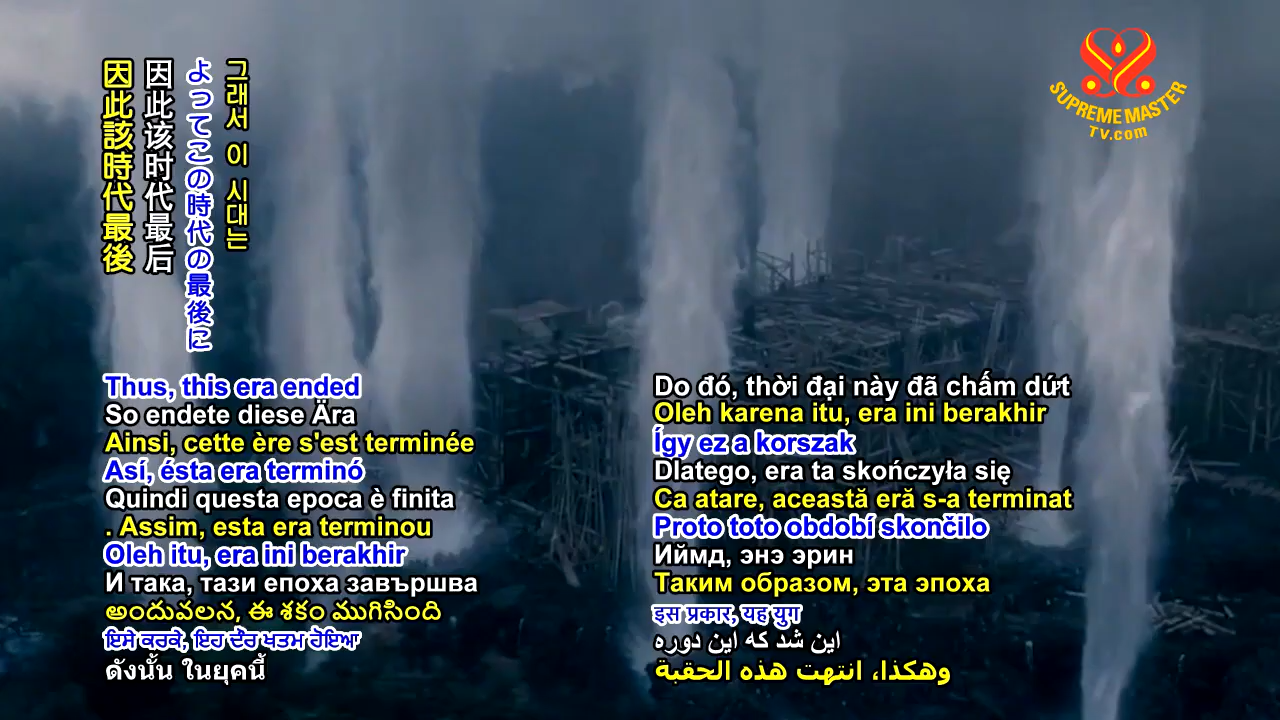 因此該時代最後
因此该时代最后
よってこの時代の最後に
그래서 이 시대는
SUPREME MASTER
TV.com
Thus, this era ended
So endete diese Ära
Ainsi, cette ère s'est terminée
Así, ésta era terminó
Quindi questa epoca è finita
. Assim, esta era terminou
Oleh itu, era ini berakhir
И така, тази епоха завършва
అందువలన, ఈ శకం ముగిసింది
ਇਸੇ ਕਰਕੇ, ਇਹ ਦੌਰ ਖਤਮ ਹੋਇਆ
ดังนั้น ในยุคนี้
Do đó, thời đại này đã chấm dứt
Oleh karena itu, era ini berakhir
Így ez a korszak
Dlatego, era ta skończyła się
Ca atare, această eră s-a terminat
Proto toto období skončilo
Иймд, энэ эрин
Таким образом, эта эпоха
इस प्रकार, यह युग
این شد که این دوره
وهكذا، انتهت هذه الحقبة